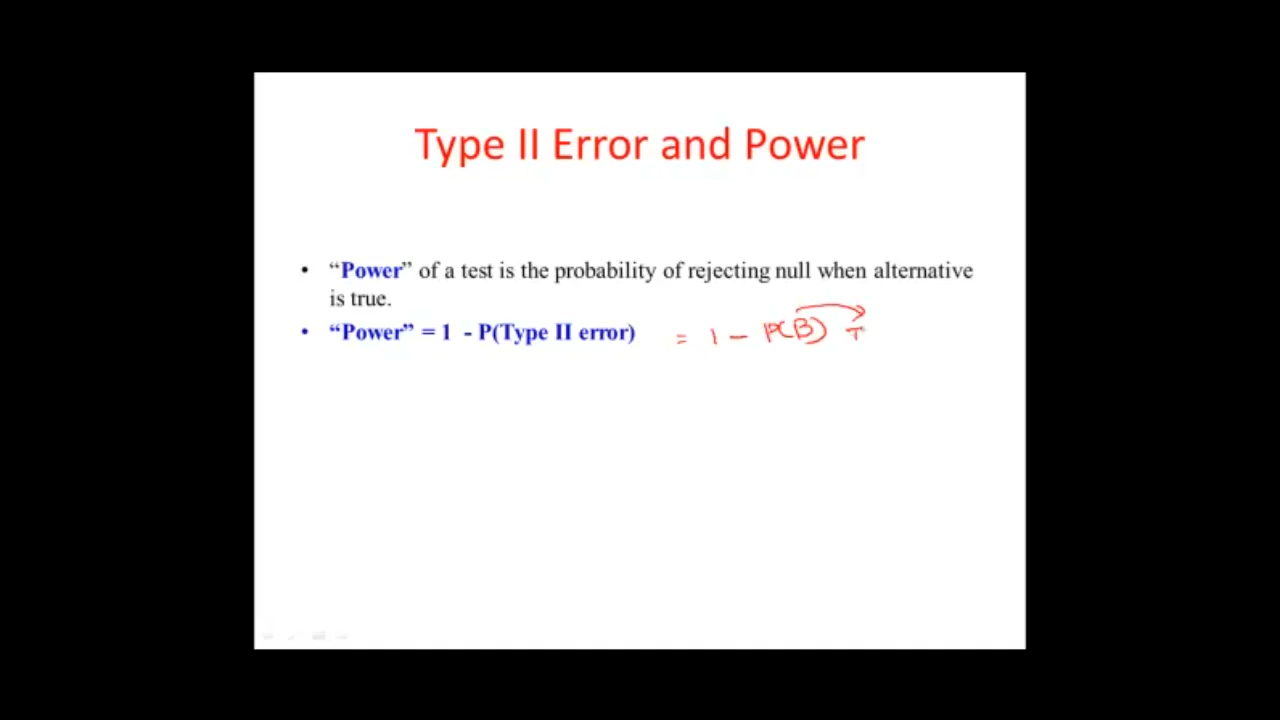 Type II Error and Power
• “Power” of a test is the probability of rejecting null when alternative
is true.
• “Power” = 1 - P(Type II error) = 1 - P(B) T